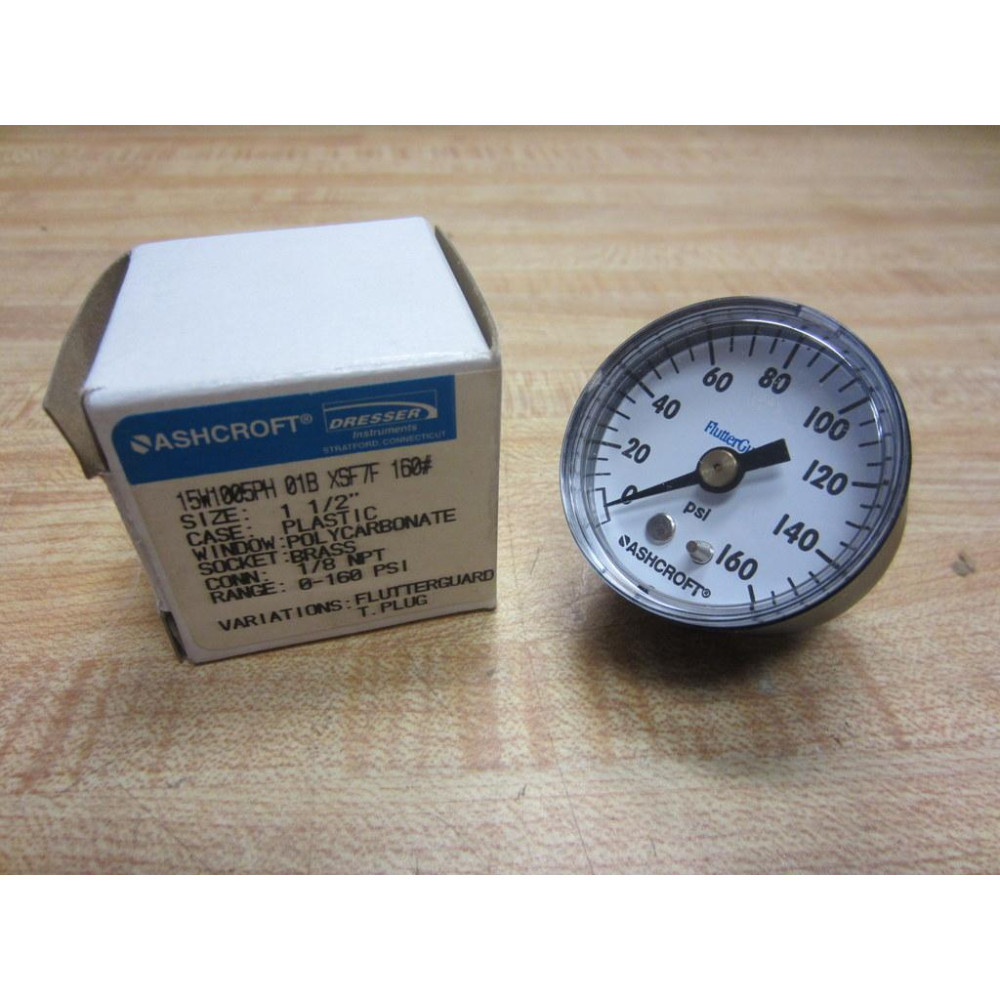 ASHCROFT®
DRESSER
Instruments
STRATFORD, CONNECTICUT
15W1005PH 01B XSF7F 160#
SIZE: 1 1/2"
CASE: PLASTIC
WINDOW: POLYCARBONATE
SOCKET: BRASS
CONN: 1/8 NPT
RANGE: 0-160 PSI
VARIATIONS: FLUTTERGUARD
T.PLUG
0
20
40
60
80
100
120
140
160
FlutterGu
psi
ASHCROFT®